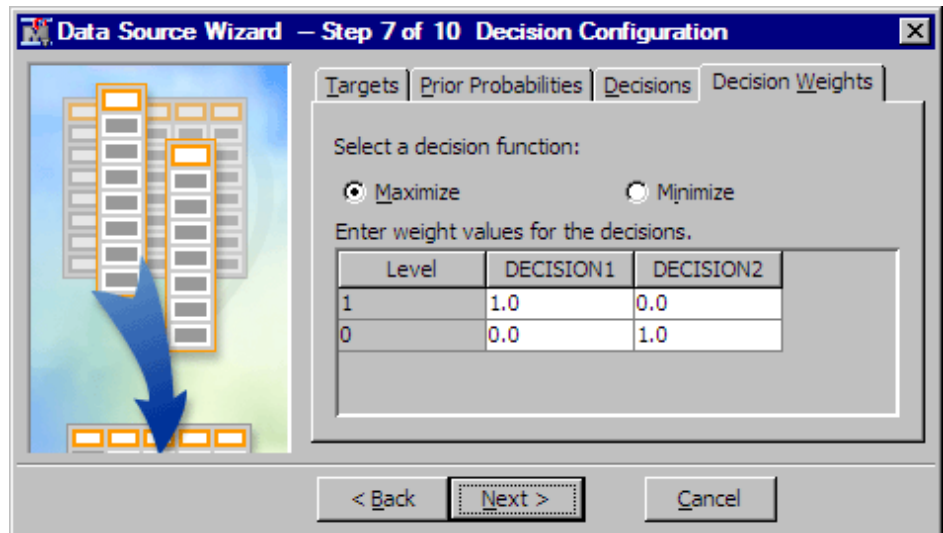 Data Source Wizard – Step 7 of 10 Decision Configuration
Targets Prior Probabilities Decisions Decision Weights
Select a decision function:
Maximize Minimize
Enter weight values for the decisions.
Level DECISION1 DECISION2
1 1.0 0.0
0 0.0 1.0
< Back Next > Cancel